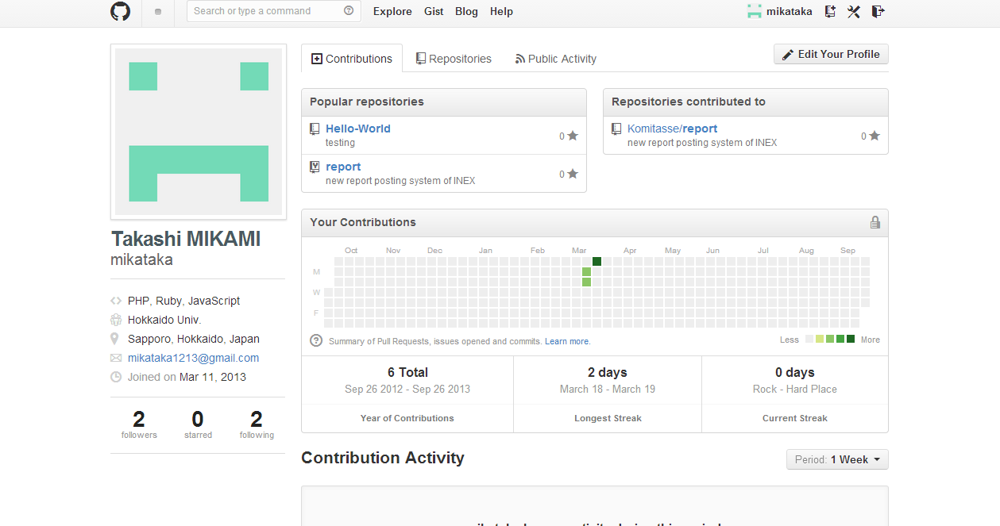 Search or type a command
Explore Gist Blog Help
mikataka
Contributions Repositories Public Activity
Edit Your Profile
Takashi MIKAMI
mikataka
PHP, Ruby, JavaScript
Hokkaido Univ.
Sapporo, Hokkaido, Japan
mikataka1213@gmail.com
Joined on Mar 11, 2013
2 0 2
followers starred following
Popular repositories
Hello-World
testing
0
report
new report posting system of INEX
0
Repositories contributed to
Komitasse/report
new report posting system of INEX
0
Your Contributions
Oct Nov Dec Jan Feb Mar Apr May Jun Jul Aug Sep
M
W
F
Summary of Pull Requests, issues opened and commits. Learn more.
Less More
6 Total
Sep 26 2012 - Sep 26 2013
Year of Contributions
2 days
March 18 - March 19
Longest Streak
0 days
Rock - Hard Place
Current Streak
Contribution Activity
Period: 1 Week